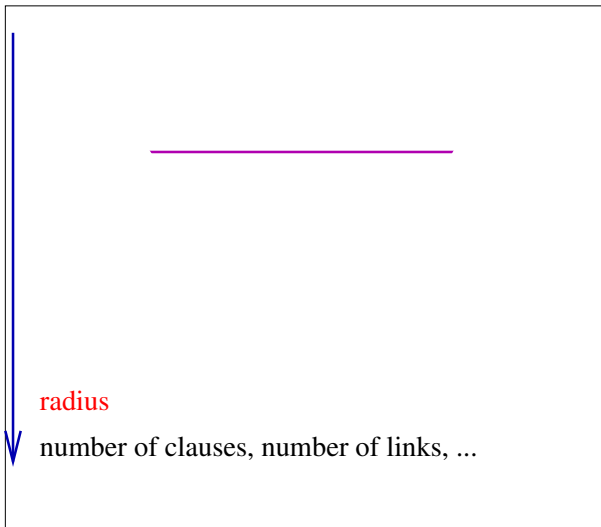 radius
number of clauses, number of links, ...